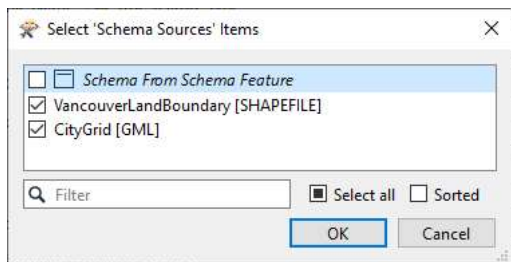 Select 'Schema Sources' Items
Schema From Schema Feature
VancouverLandBoundary [SHAPEFILE]
CityGrid [GML]
Filter
Select all
Sorted
OK
Cancel